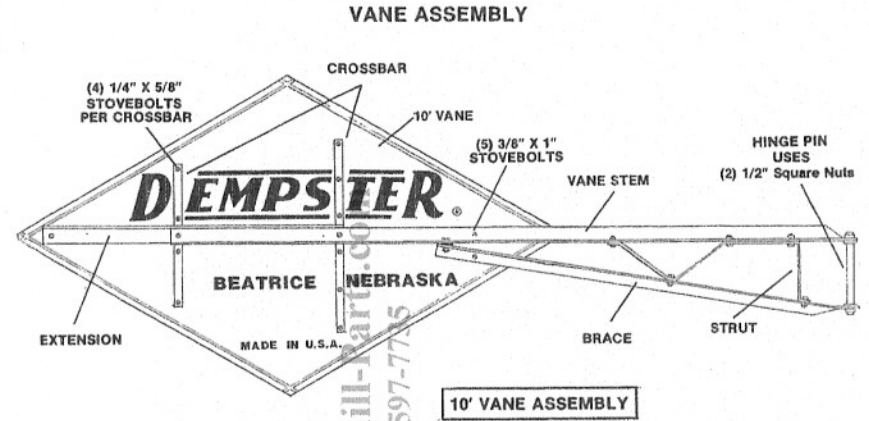 VANE ASSEMBLY
CROSSBAR
(4) 1/4" X 5/8"
STOVEBOLTS
PER CROSSBAR
10' VANE
(5) 3/8" X 1"
STOVEBOLTS
HINGE PIN
USES
(2) 1/2" Square Nuts
VANE STEM
DEMPSTER®
BEATRICE NEBRASKA
EXTENSION
MADE IN U.S.A.
BRACE
STRUT
10' VANE ASSEMBLY
597-7735